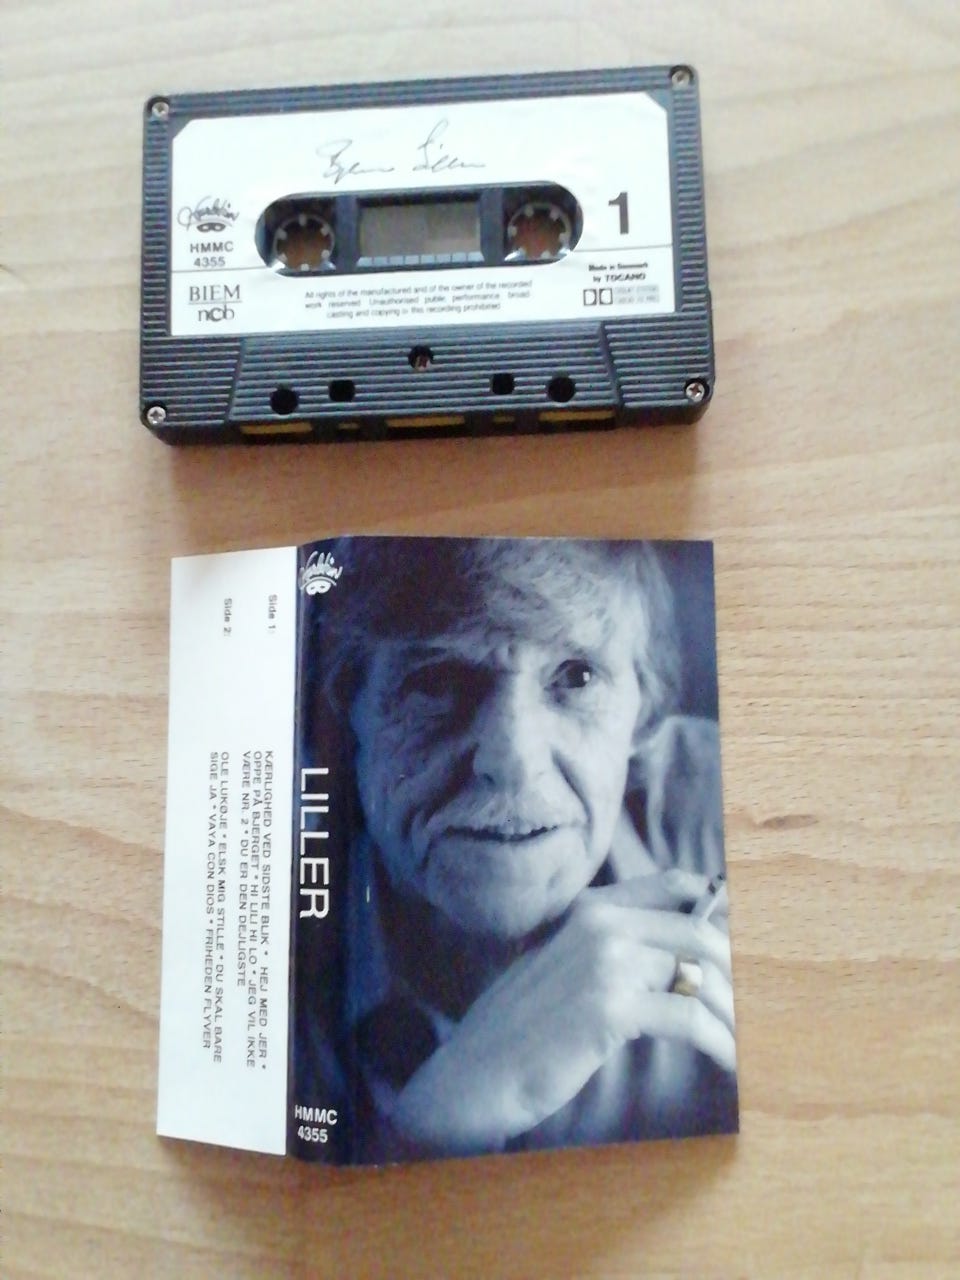 HMMC
4355
1
BIEM
ncb
All rights of the manufactured and of the owner of the recorded
work reserved. Unauthorised public performance broad-
casting and copying of this recording prohibited
Made in Denmark
by TOCANO
LILLER
HMMC
4355
Side 1:
KÆRLIGHED VED SIDSTE BLIK * HEJ MED JER *
OPPE PÅ BJERGET * HI LILI HI LO * JEG VIL IKKE
VÆRE NR. 2 * DU ER DEN DEJLIGSTE
Side 2:
OLE LUKØJE * ELSK MIG STILLE * DU SKAL BARE
SIGE JA * VAYA CON DIOS * FRIHEDEN FLYVER